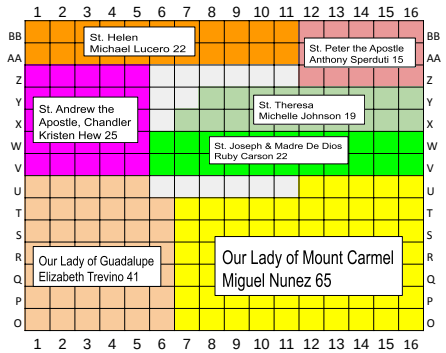 1 2 3 4 5 6 7 8 9 10 11 12 13 14 15 16
BB BB
St. Helen
Michael Lucero 22
AA AA
St. Peter the Apostle
Anthony Sperduti 15
Z Z
Y Y
St. Andrew the
Apostle, Chandler
Kristen Hew 25
St. Theresa
Michelle Johnson 19
X X
W W
St. Joseph & Madre De Dios
Ruby Carson 22
V V
U U
T T
S S
R R
Our Lady of Guadalupe
Elizabeth Trevino 41
Our Lady of Mount Carmel
Miguel Nunez 65
Q Q
P P
O O
1 2 3 4 5 6 7 8 9 10 11 12 13 14 15 16